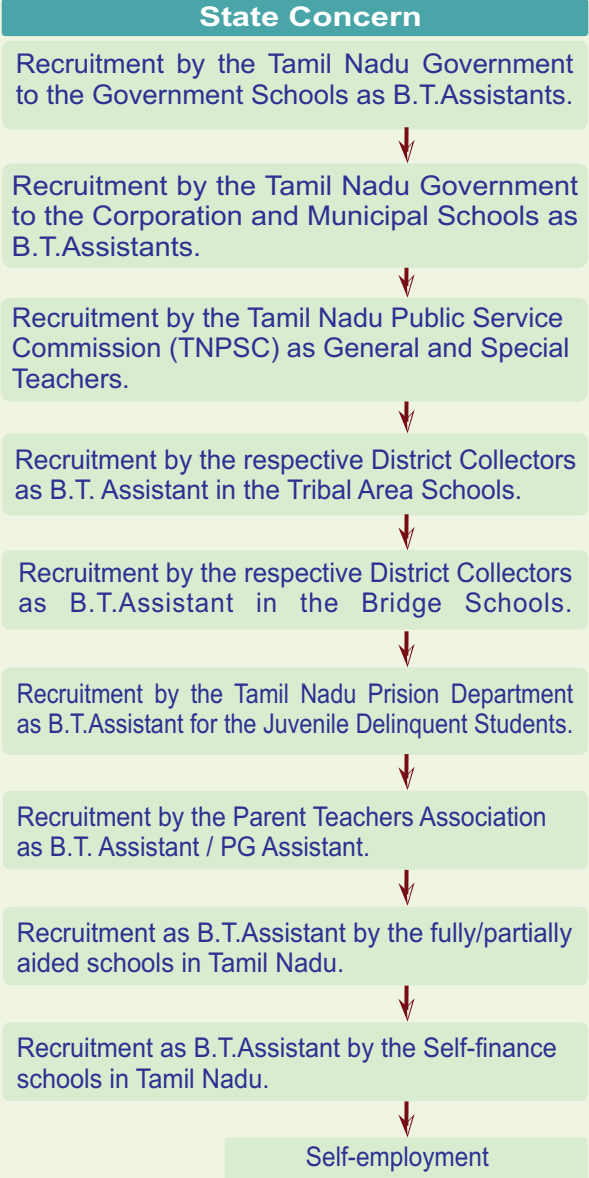 State Concern
Recruitment by the Tamil Nadu Government
to the Government Schools as B.T.Assistants.
Recruitment by the Tamil Nadu Government
to the Corporation and Municipal Schools as
B.T.Assistants.
Recruitment by the Tamil Nadu Public Service
Commission (TNPSC) as General and Special
Teachers.
Recruitment by the respective District Collectors
as B.T. Assistant in the Tribal Area Schools.
Recruitment by the respective District Collectors
as B.T.Assistant in the Bridge Schools.
Recruitment by the Tamil Nadu Prision Department
as B.T.Assistant for the Juvenile Delinquent Students.
Recruitment by the Parent Teachers Association
as B.T. Assistant / PG Assistant.
Recruitment as B.T.Assistant by the fully/partially
aided schools in Tamil Nadu.
Recruitment as B.T.Assistant by the Self-finance
schools in Tamil Nadu.
Self-employment